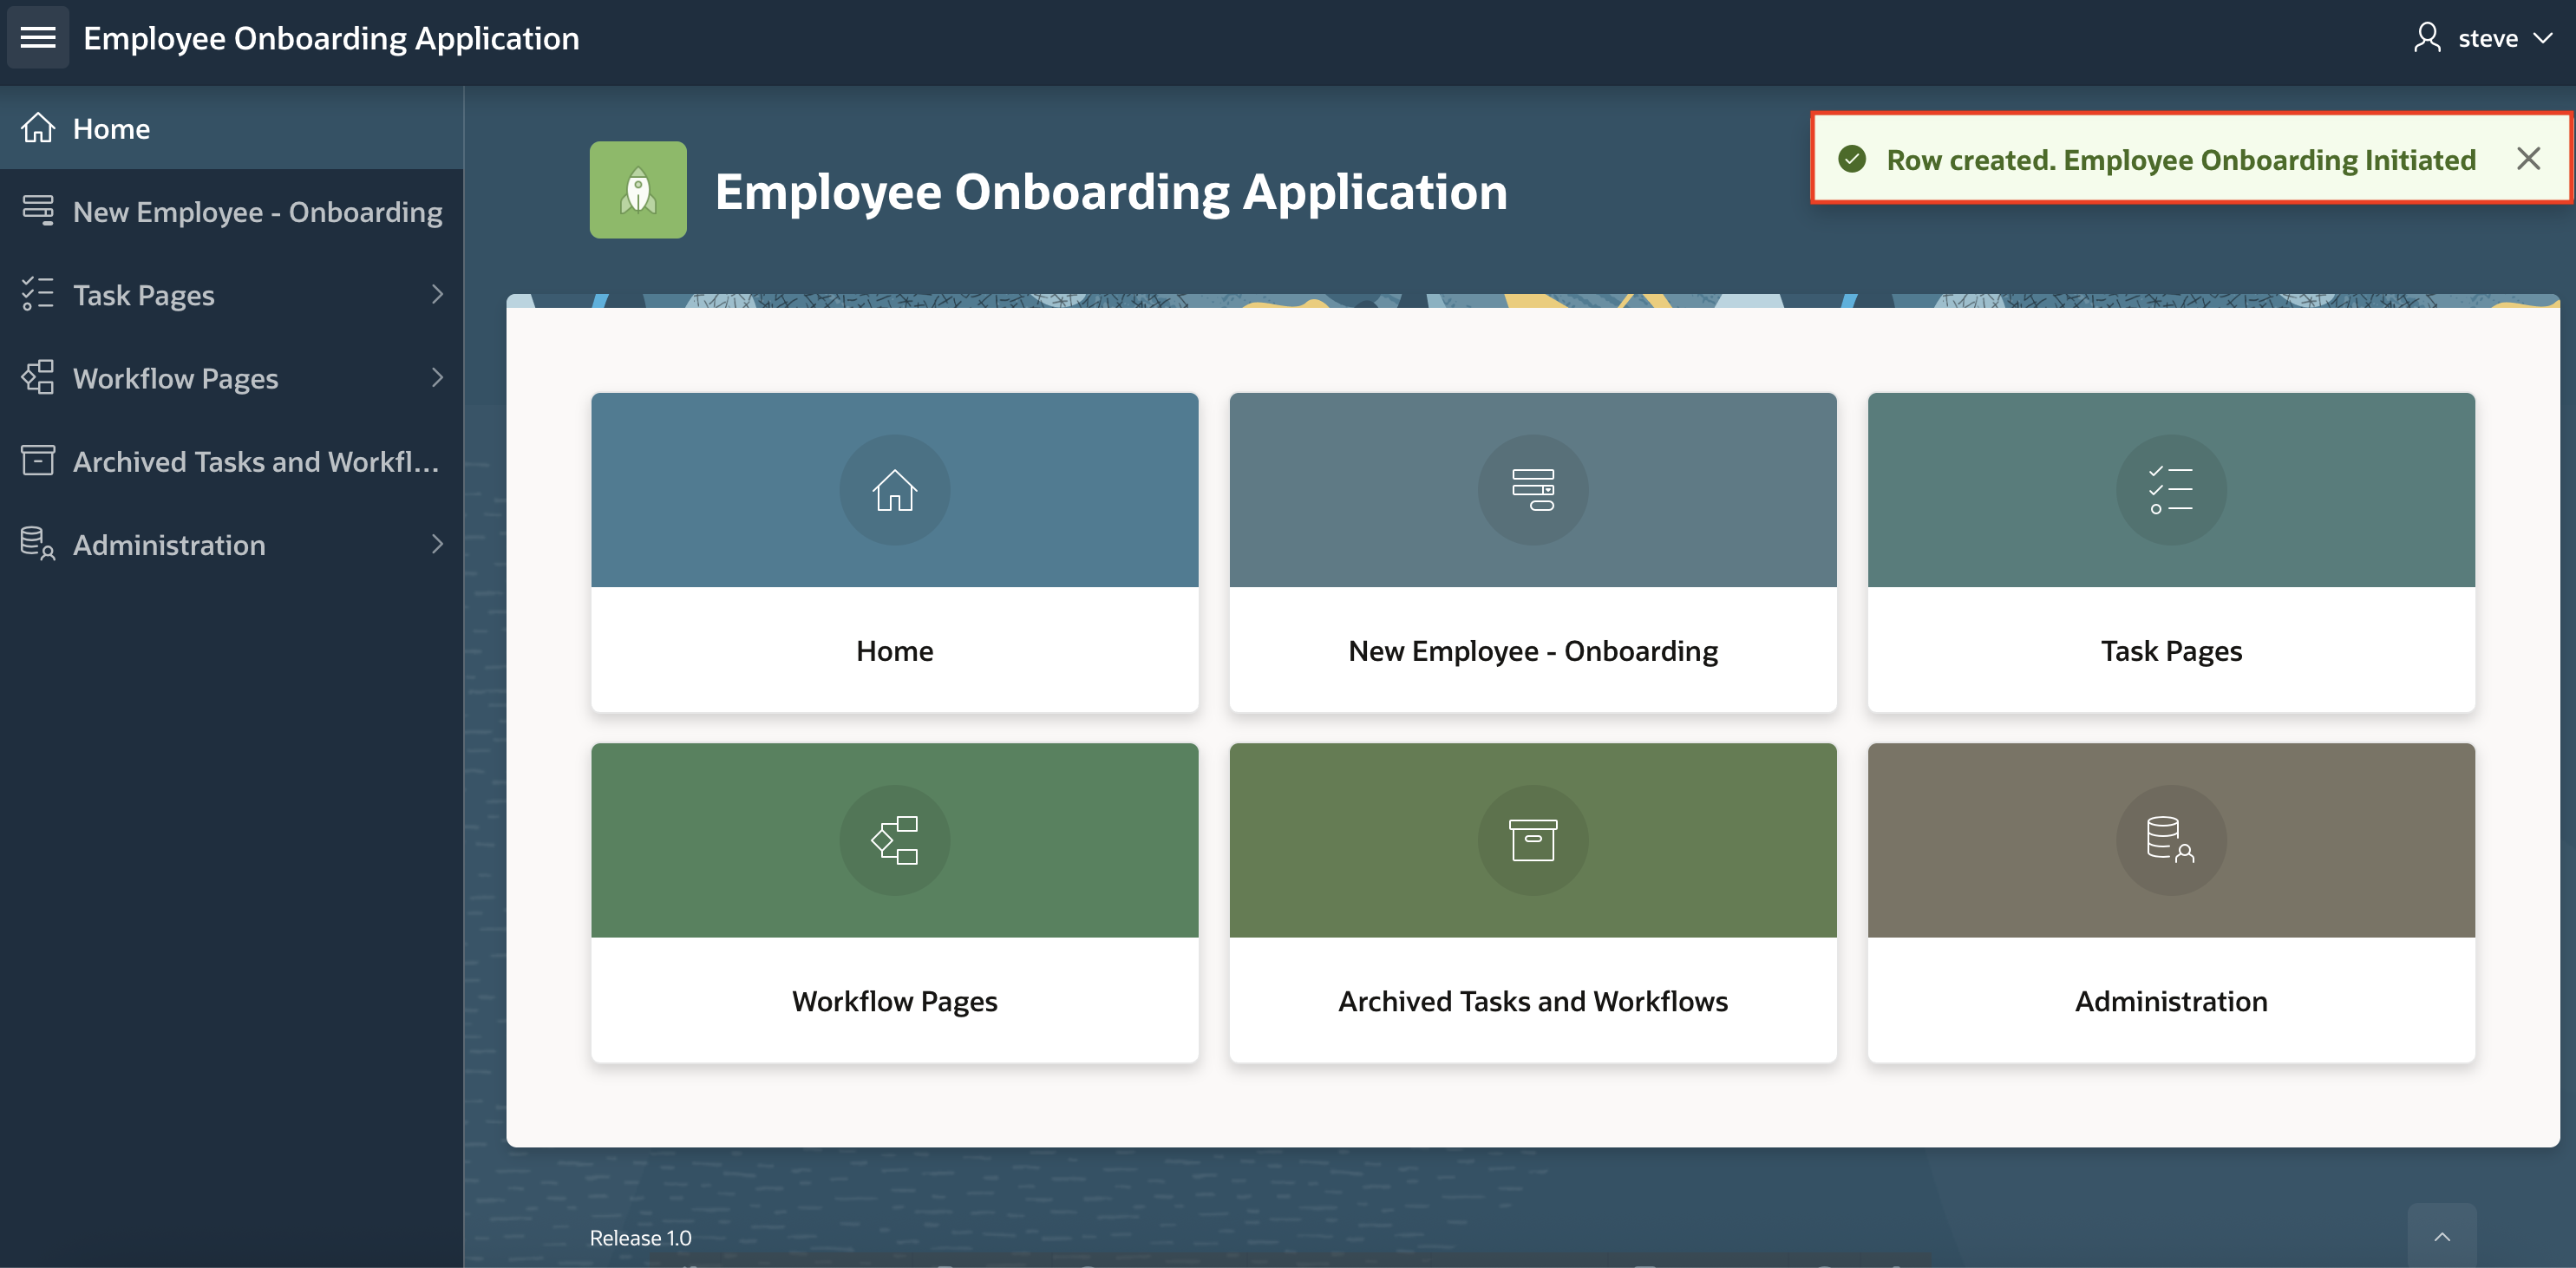 Employee Onboarding Application
steve
Home
New Employee - Onboarding
Task Pages
Workflow Pages
Archived Tasks and Workfl...
Administration
Employee Onboarding Application
Row created. Employee Onboarding Initiated
Home
New Employee - Onboarding
Task Pages
Workflow Pages
Archived Tasks and Workflows
Administration
Release 1.0